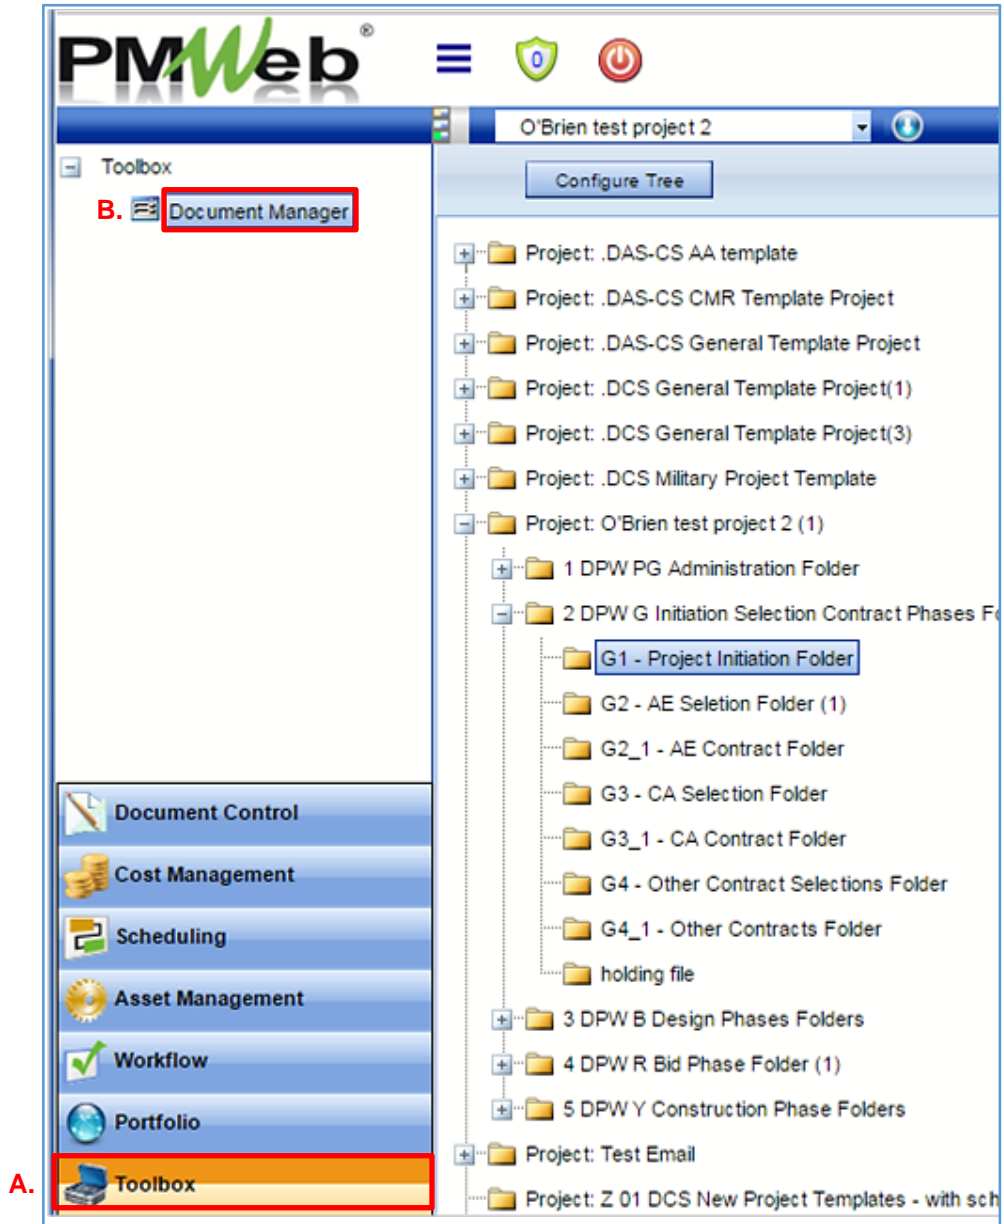 PMWeb®
0
O'Brien test project 2
Toolbox
Configure Tree
B. Document Manager
Project: .DAS-CS AA template
Project: .DAS-CS CMR Template Project
Project: .DAS-CS General Template Project
Project: .DCS General Template Project(1)
Project: .DCS General Template Project(3)
Project: .DCS Military Project Template
Project: O'Brien test project 2 (1)
1 DPW PG Administration Folder
2 DPW G Initiation Selection Contract Phases Fo
G1 - Project Initiation Folder
G2 - AE Seletion Folder (1)
G2_1 - AE Contract Folder
G3 - CA Selection Folder
G3_1 - CA Contract Folder
G4 - Other Contract Selections Folder
G4_1 - Other Contracts Folder
holding file
3 DPW B Design Phases Folders
4 DPW R Bid Phase Folder (1)
5 DPW Y Construction Phase Folders
Project: Test Email
Project: Z 01 DCS New Project Templates - with sch
Document Control
Cost Management
Scheduling
Asset Management
Workflow
Portfolio
A. Toolbox